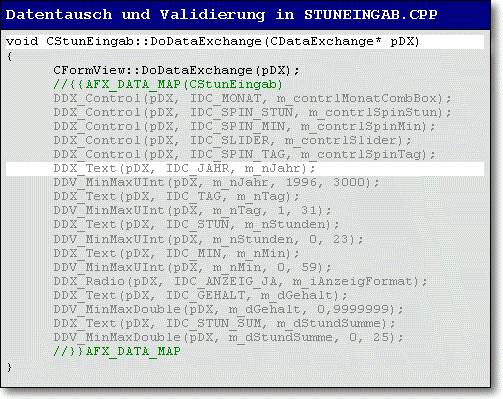 Datentausch und Validierung in STUNEINGAB.CPP
void CStunEingab::DoDataExchange(CDataExchange* pDX)
{
CFormView::DoDataExchange(pDX);
//{{AFX_DATA_MAP(CStunEingab)
DDX_Control(pDX, IDC_MONAT, m_contrlMonatCombBox);
DDX_Control(pDX, IDC_SPIN_STUN, m_contrlSpinStun);
DDX_Control(pDX, IDC_SPIN_MIN, m_contrlSpinMin);
DDX_Control(pDX, IDC_SLIDER, m_contrlSlider);
DDX_Control(pDX, IDC_SPIN_TAG, m_contrlSpinTag);
DDX_Text(pDX, IDC_JAHR, m_nJahr);
DDV_MinMaxUInt(pDX, m_nJahr, 1996, 3000);
DDX_Text(pDX, IDC_TAG, m_nTag);
DDV_MinMaxUInt(pDX, m_nTag, 1, 31);
DDX_Text(pDX, IDC_STUN, m_nStunden);
DDV_MinMaxUInt(pDX, m_nStunden, 0, 23);
DDX_Text(pDX, IDC_MIN, m_nMin);
DDV_MinMaxUInt(pDX, m_nMin, 0, 59);
DDX_Radio(pDX, IDC_ANZEIG_JA, m_iAnzeigFormat);
DDX_Text(pDX, IDC_GEHALT, m_dGehalt);
DDV_MinMaxDouble(pDX, m_dGehalt, 0,9999999);
DDX_Text(pDX, IDC_STUN_SUM, m_dStundSumme);
DDV_MinMaxDouble(pDX, m_dStundSumme, 0, 25);
//}}AFX_DATA_MAP
}